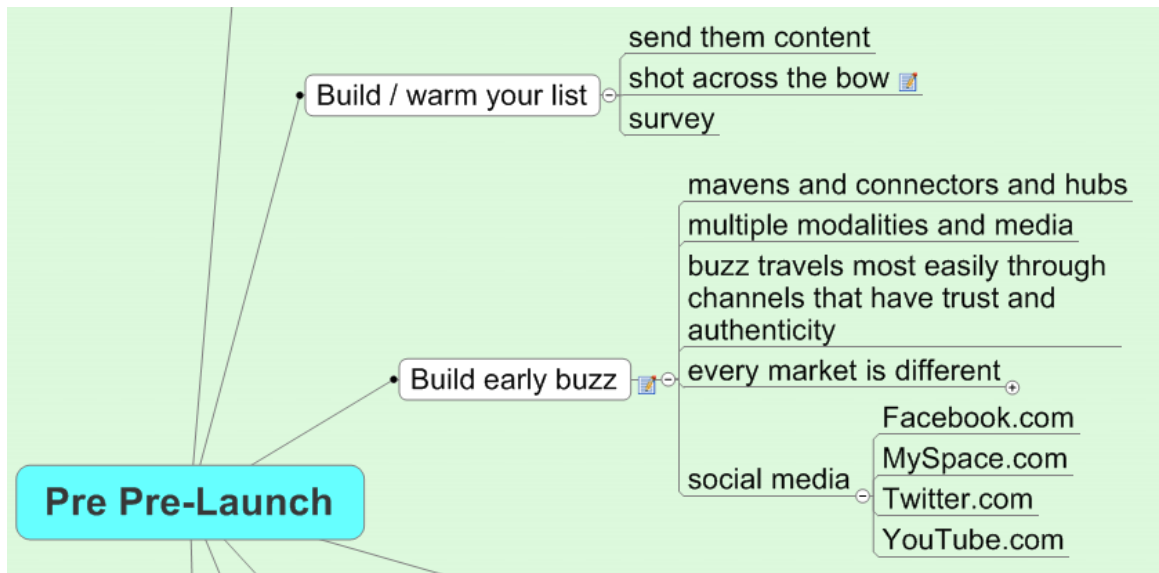 send them content
Build / warm your list
shot across the bow
survey
mavens and connectors and hubs
multiple modalities and media
buzz travels most easily through
channels that have trust and
authenticity
Build early buzz
every market is different
Facebook.com
MySpace.com
social media
Twitter.com
YouTube.com
Pre Pre-Launch